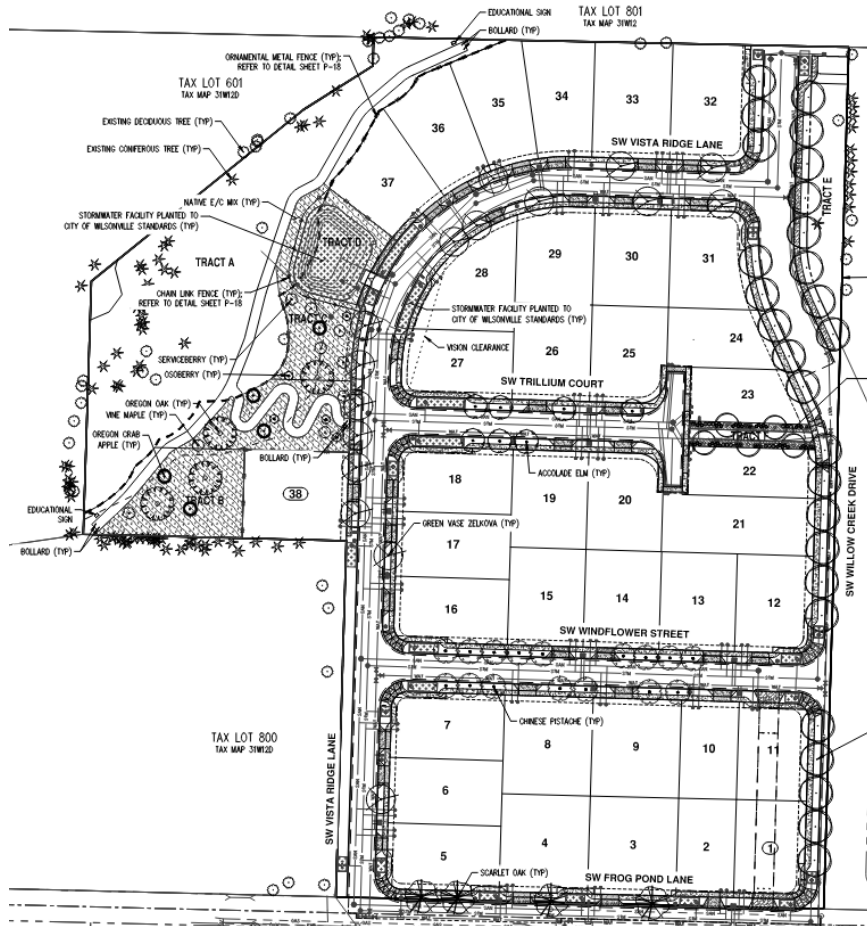 EDUCATIONAL SIGN
BOLLARD (TYP)
TAX LOT 801
TAX MAP 31W12
ORNAMENTAL METAL FENCE (TYP);
REFER TO DETAIL SHEET P-18
TAX LOT 601
TAX MAP 31W12D
EXISTING DECIDUOUS TREE (TYP)
EXISTING CONIFEROUS TREE (TYP)
36
35
34
33
32
SW VISTA RIDGE LANE
37
NATIVE E/C MIX (TYP)
STORMWATER FACILITY PLANTED TO
CITY OF WILSONVILLE STANDARDS (TYP)
TRACT D
TRACT E
TRACT A
28
29
30
31
CHAIN LINK FENCE (TYP);
REFER TO DETAIL SHEET P-18
STORMWATER FACILITY PLANTED TO
CITY OF WILSONVILLE STANDARDS (TYP)
TRACT C
VISION CLEARANCE
SERVICEBERRY (TYP)
OSOBERRY (TYP)
27
26
25
24
SW TRILLIUM COURT
23
OREGON OAK (TYP)
VINE MAPLE (TYP)
OREGON CRAB
APPLE (TYP)
BOLLARD (TYP)
TRACT
22
ACCOLADE ELM (TYP)
18
19
20
21
TRACT B
38
EDUCATIONAL
SIGN
BOLLARD (TYP)
GREEN VASE ZELKOVA (TYP)
17
16
15
14
13
12
SW WILLOW CREEK DRIVE
SW WINDFLOWER STREET
CHINESE PISTACHE (TYP)
TAX LOT 800
TAX MAP 31W12D
SW VISTA RIDGE LANE
7
8
9
10
11
6
5
4
3
2
1
SCARLET OAK (TYP)
SW FROG POND LANE